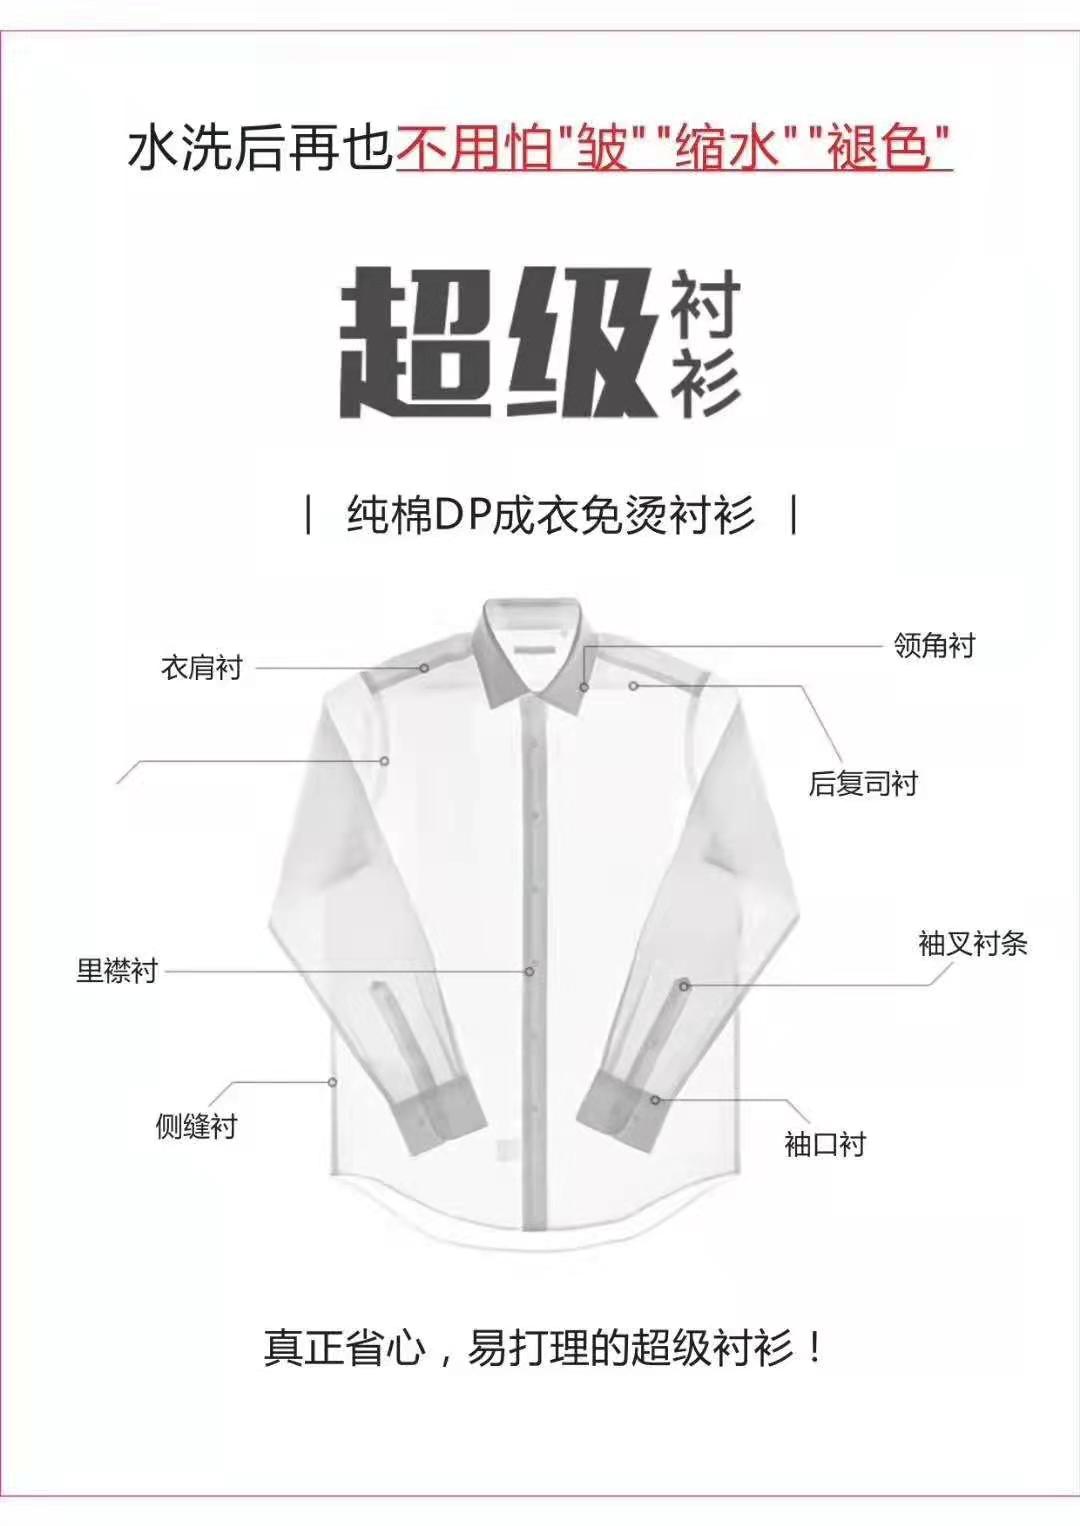 水洗后再也不用怕"皱""缩水""褪色"
超级衬衫
| 纯棉DP成衣免烫衬衫 |
衣肩衬
领角衬
后复司衬
里襟衬
袖叉衬条
侧缝衬
袖口衬
真正省心，易打理的超级衬衫！